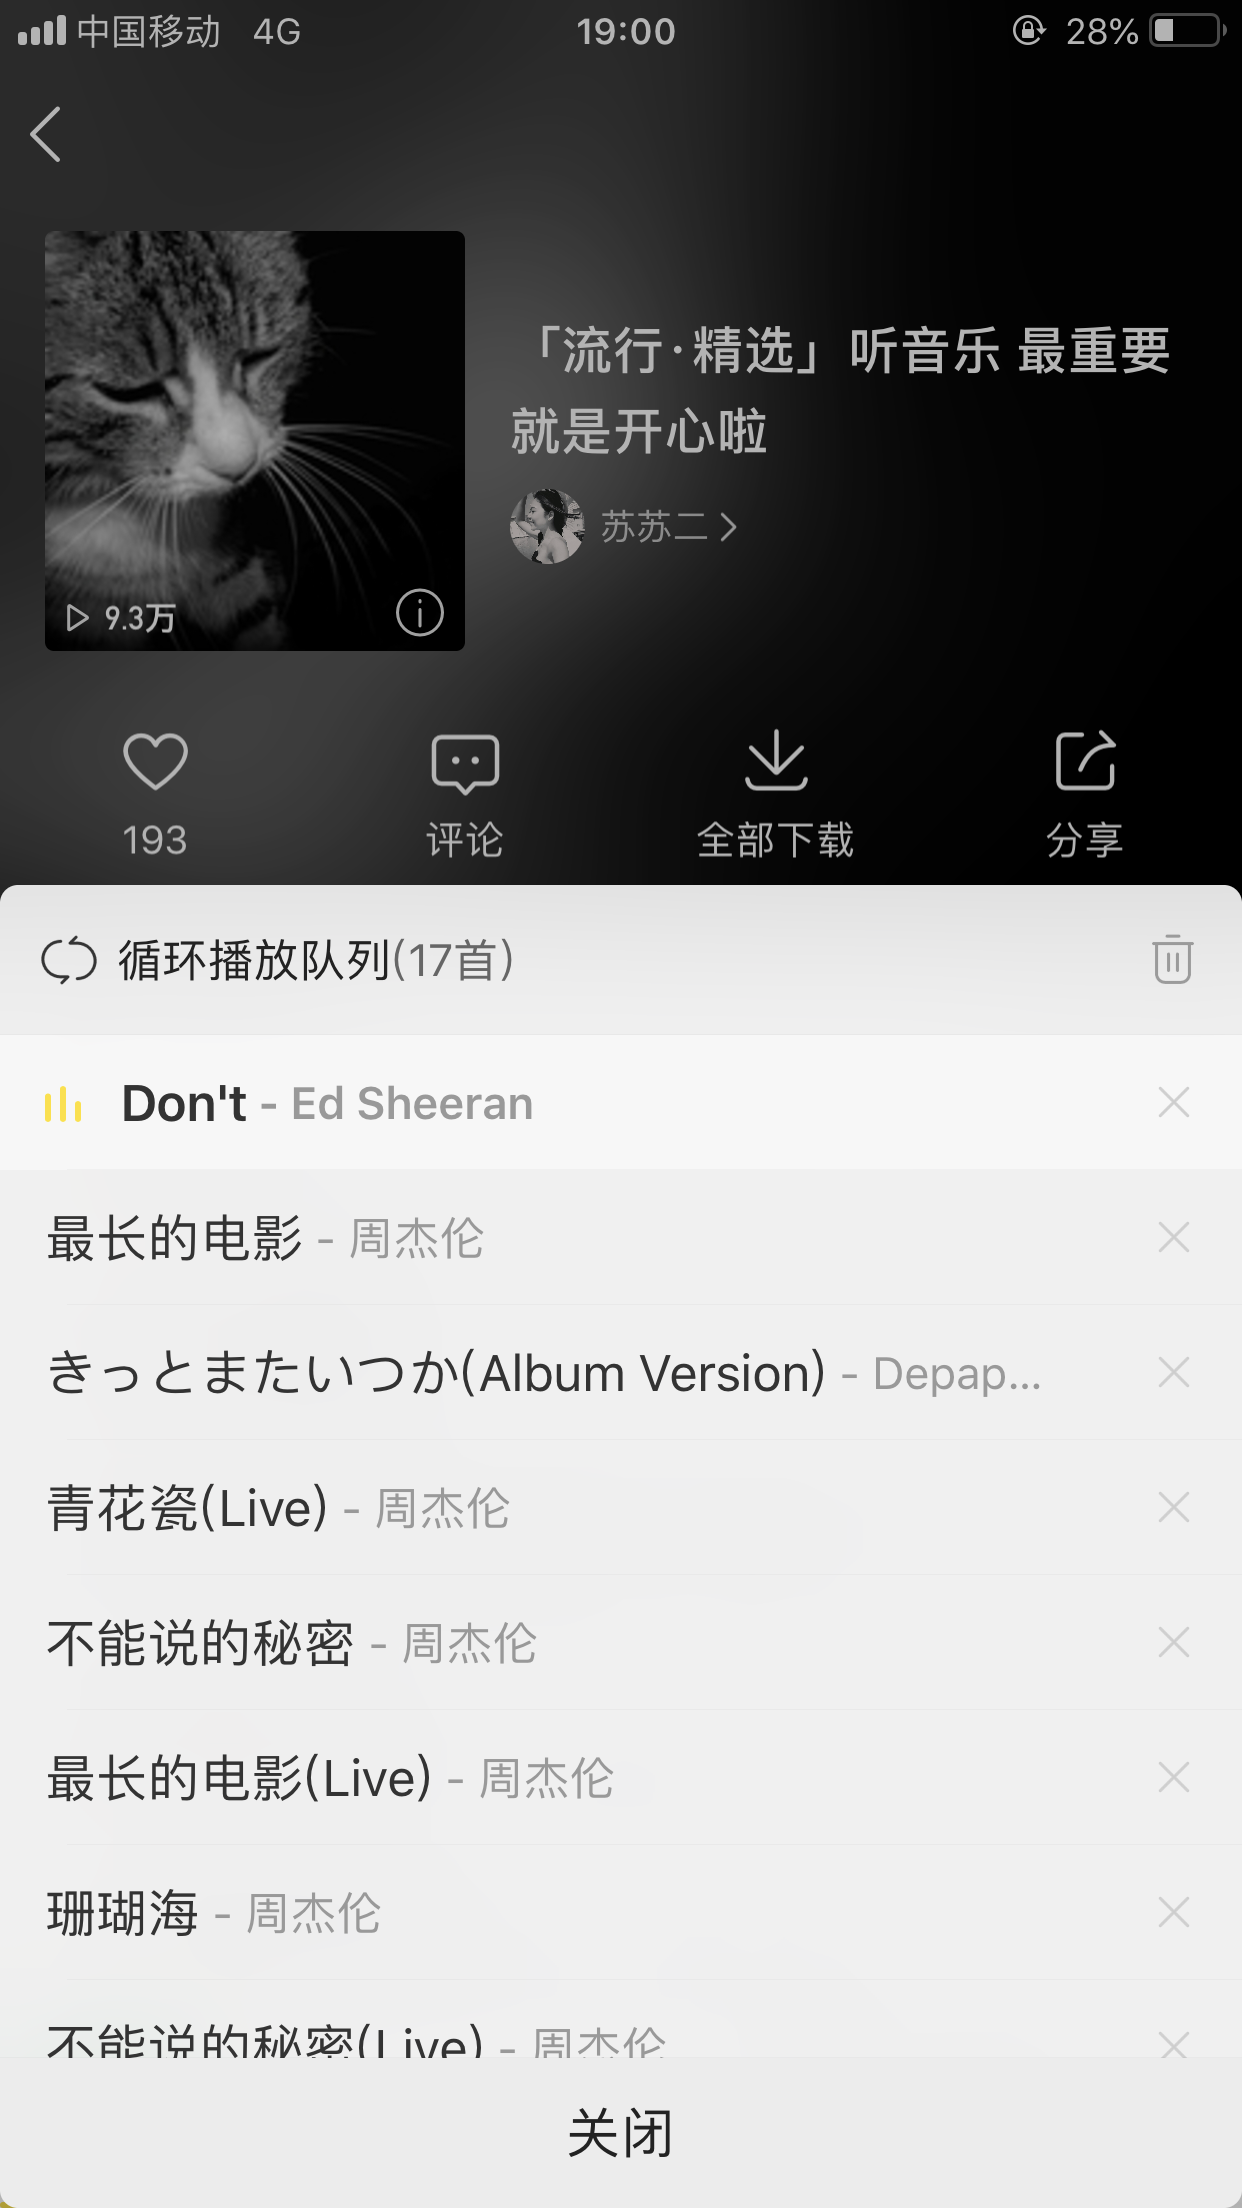 中国移动 4G 19:00 28%
「流行·精选」听音乐 最重要
就是开心啦
苏苏二
9.3万
193 评论 全部下载 分享
循环播放队列(17首)
Don't - Ed Sheeran
最长的电影 - 周杰伦
きっとまたいつか(Album Version) - Depap...
青花瓷(Live) - 周杰伦
不能说的秘密 - 周杰伦
最长的电影(Live) - 周杰伦
珊瑚海 - 周杰伦
不能说的秘密(Live) - 周杰伦
关闭